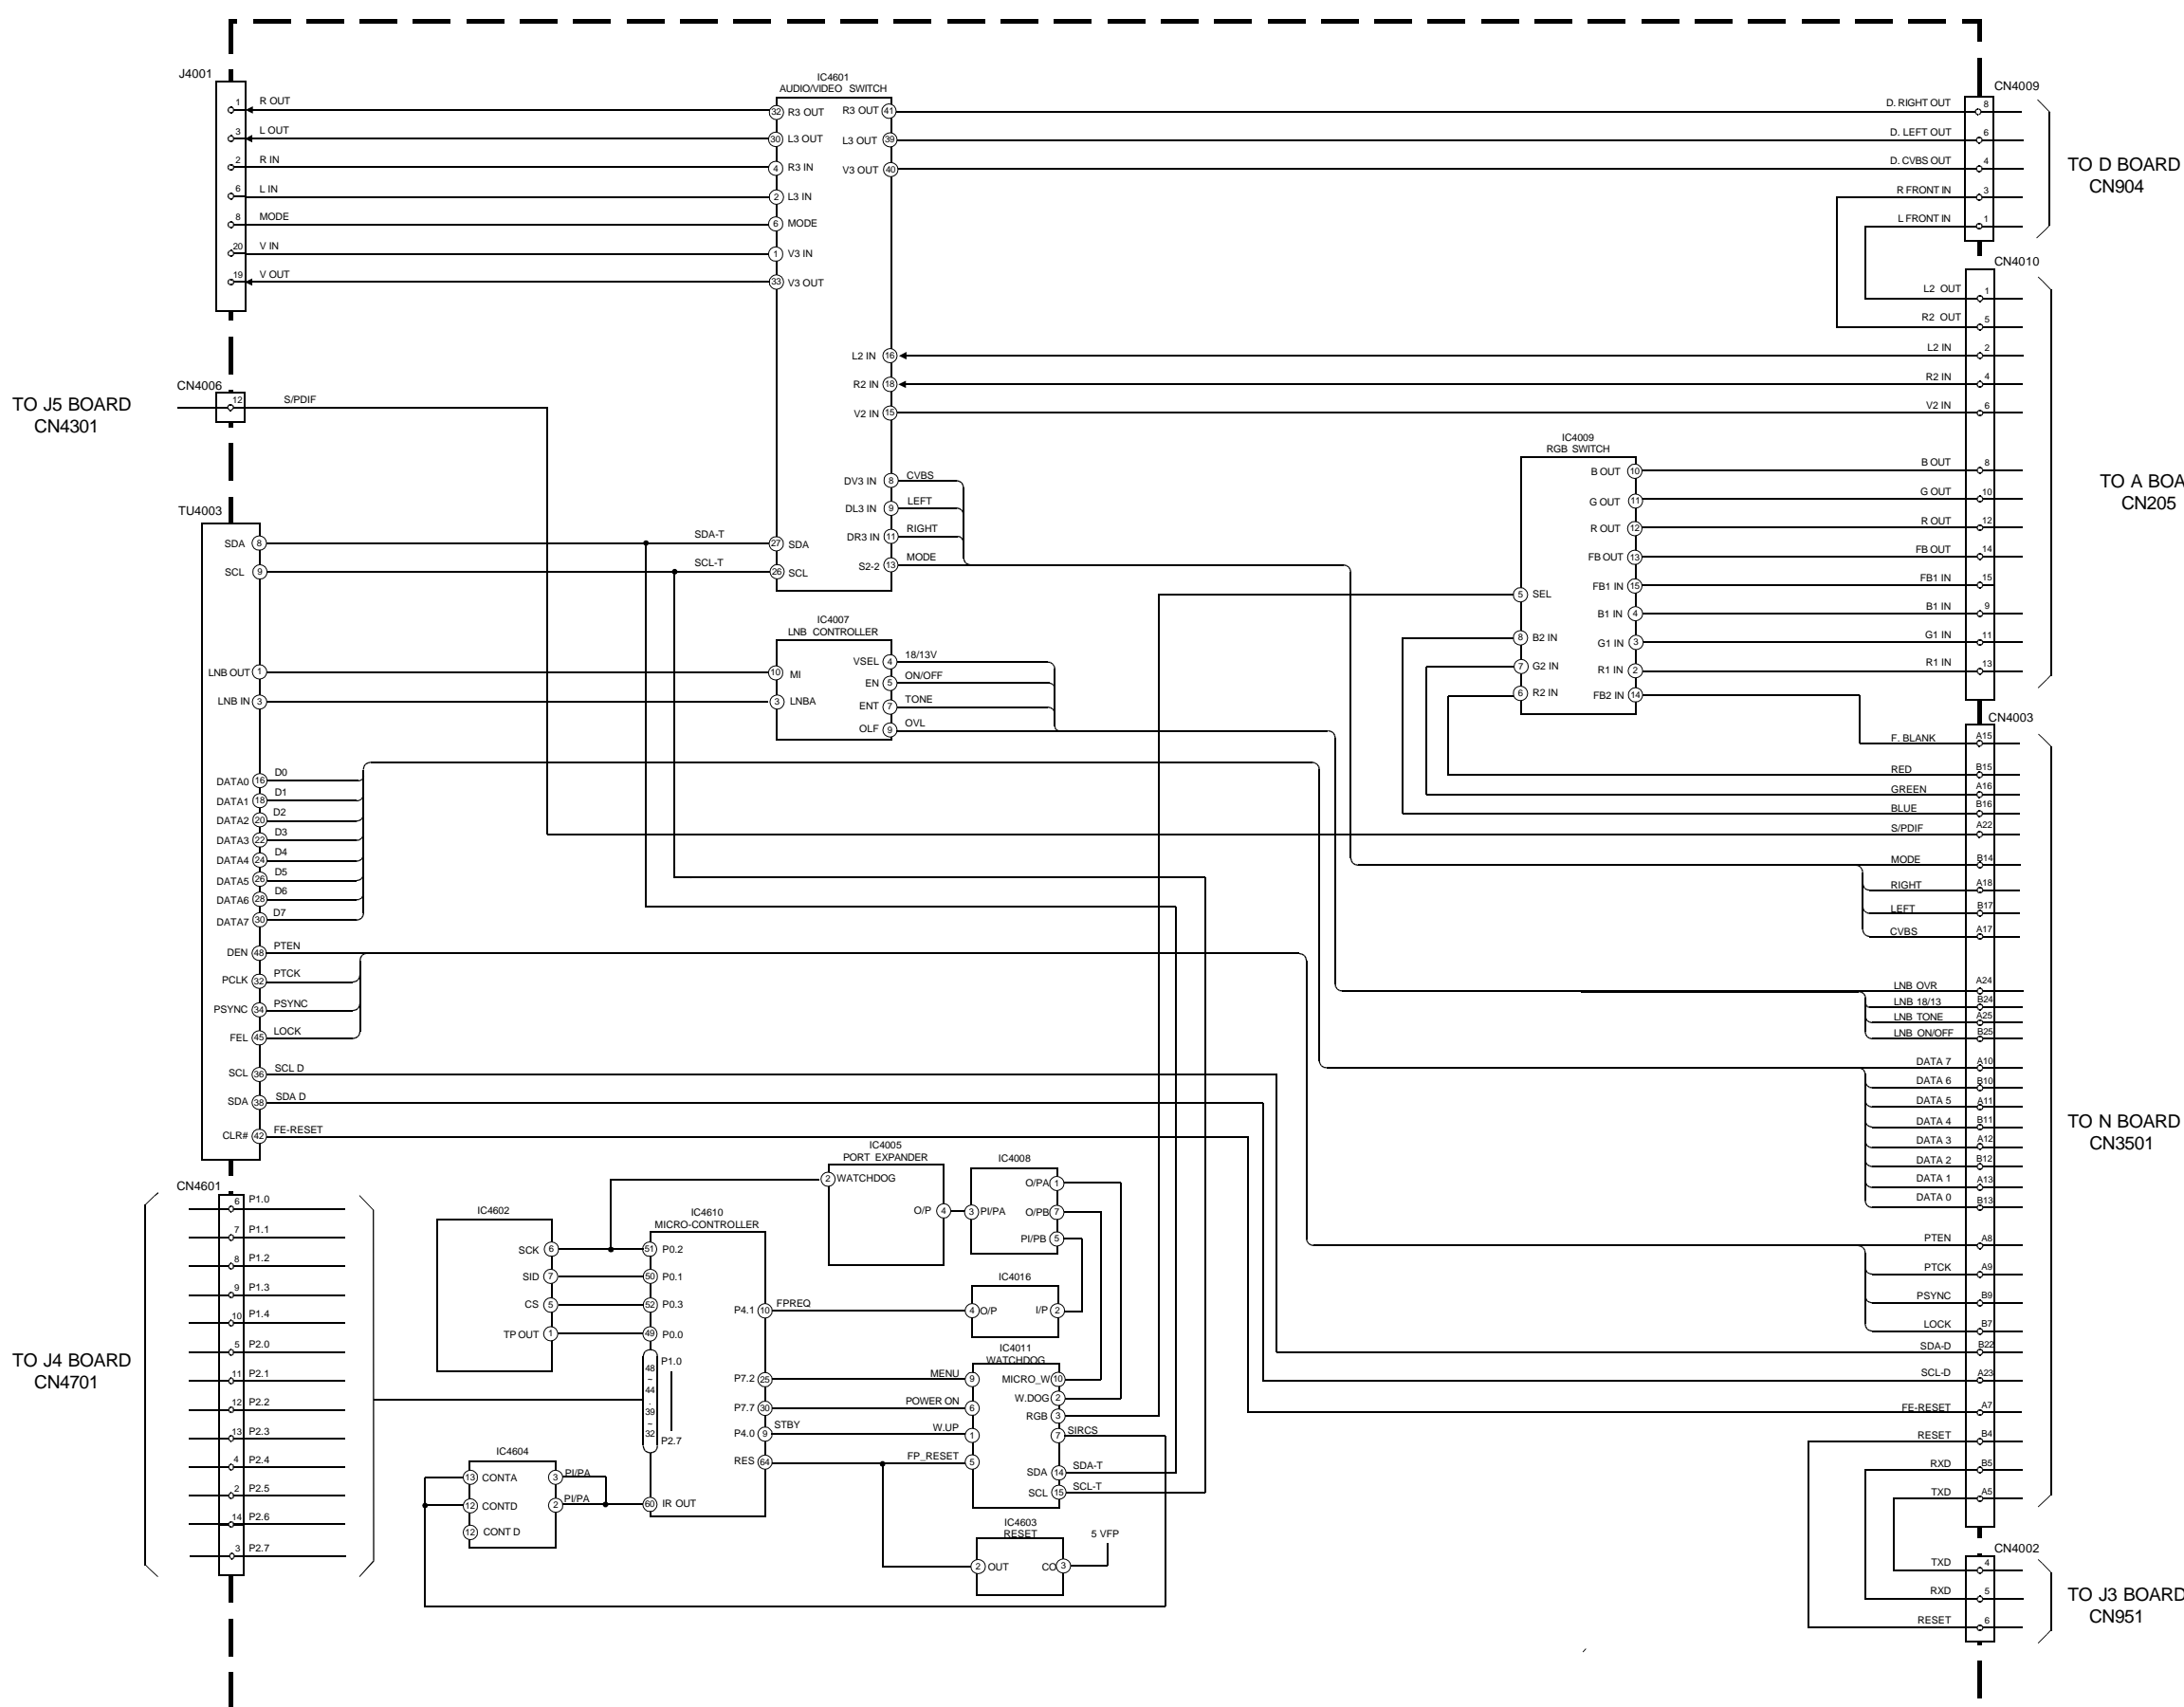 J4001
1 R OUT
3 L OUT
2 R IN
6 L IN
8 MODE
20 V IN
19 V OUT
IC4601
AUDIO/VIDEO SWITCH
32 R3 OUT
30 L3 OUT
4 R3 IN
2 L3 IN
6 MODE
1 V3 IN
33 V3 OUT
R3 OUT 41
L3 OUT 39
V3 OUT 40
L2 IN 16
R2 IN 18
V2 IN 15
DV3 IN 8 CVBS
DL3 IN 9 LEFT
DR3 IN 11 RIGHT
S2-2 13 MODE
SDA-T 27 SDA
SCL-T 26 SCL
CN4009
D. RIGHT OUT 8
D. LEFT OUT 6
D. CVBS OUT 4
R FRONT IN 3
L FRONT IN 1
TO D BOARD
CN904
CN4010
L2 OUT 1
R2 OUT 5
L2 IN 2
R2 IN 4
V2 IN 6
B OUT 8
G OUT 10
R OUT 12
FB OUT 14
FB1 IN 15
B1 IN 9
G1 IN 11
R1 IN 13
TO A BOA
CN205
IC4009
RGB SWITCH
B OUT 10
G OUT 11
R OUT 12
FB OUT 13
FB1 IN 15
B1 IN 4
G1 IN 3
R1 IN 2
FB2 IN 14
5 SEL
8 B2 IN
7 G2 IN
6 R2 IN
TO J5 BOARD
CN4301
CN4006
12 S/PDIF
TU4003
SDA 8
SCL 9
LNB OUT 1
LNB IN 3
DATA0 16 D0
DATA1 18 D1
DATA2 20 D2
DATA3 22 D3
DATA4 24 D4
DATA5 26 D5
DATA6 28 D6
DATA7 30 D7
DEN 48 PTEN
PCLK 32 PTCK
PSYNC 34 PSYNC
FEL 45 LOCK
SCL 36 SCL D
SDA 38 SDA D
CLR# 42 FE-RESET
IC4007
LNB CONTROLLER
10 MI
3 LNBA
VSEL 4 18/13V
EN 5 ON/OFF
ENT 7 TONE
OLF 9 OVL
CN4003
F. BLANK A15
RED B15
GREEN A16
BLUE B16
S/PDIF A22
MODE B14
RIGHT A18
LEFT B17
CVBS A17
LNB OVR A24
LNB 18/13 B24
LNB TONE A25
LNB ON/OFF B25
DATA 7 A10
DATA 6 B10
DATA 5 A11
DATA 4 B11
DATA 3 A12
DATA 2 B12
DATA 1 A13
DATA 0 B13
PTEN A8
PTCK A9
PSYNC B9
LOCK B7
SDA-D B22
SCL-D A23
FE-RESET A7
RESET B4
RXD B5
TXD A5
TO N BOARD
CN3501
CN4601
6 P1.0
7 P1.1
8 P1.2
9 P1.3
10 P1.4
5 P2.0
11 P2.1
12 P2.2
13 P2.3
4 P2.4
2 P2.5
14 P2.6
3 P2.7
TO J4 BOARD
CN4701
IC4602
SCK 6
SID 7
CS 5
TP OUT 1
IC4610
MICRO-CONTROLLER
51 P0.2
50 P0.1
52 P0.3
49 P0.0
48 P1.0
~
44
.
39
~
32 P2.7
60 IR OUT
P4.1 10 FPREQ
P7.2 25
P7.7 30
P4.0 9 STBY
RES 64
IC4005
PORT EXPANDER
2 WATCHDOG
O/P 4
IC4008
3 PI/PA
O/PA 1
O/PB 7
PI/PB 5
IC4016
4 O/P
I/P 2
IC4011
WATCHDOG
MENU 9
POWER ON 6
W.UP 1
FP_RESET 5
MICRO_W 10
W.DOG 2
RGB 3
7 SIRCS
SDA 14 SDA-T
SCL 15 SCL-T
IC4604
13 CONTA
12 CONTD
12 CONT D
3 PI/PA
2 PI/PA
IC4603
RESET
2 OUT
CO 3
5 VFP
CN4002
TXD 4
RXD 5
RESET 6
TO J3 BOARD
CN951